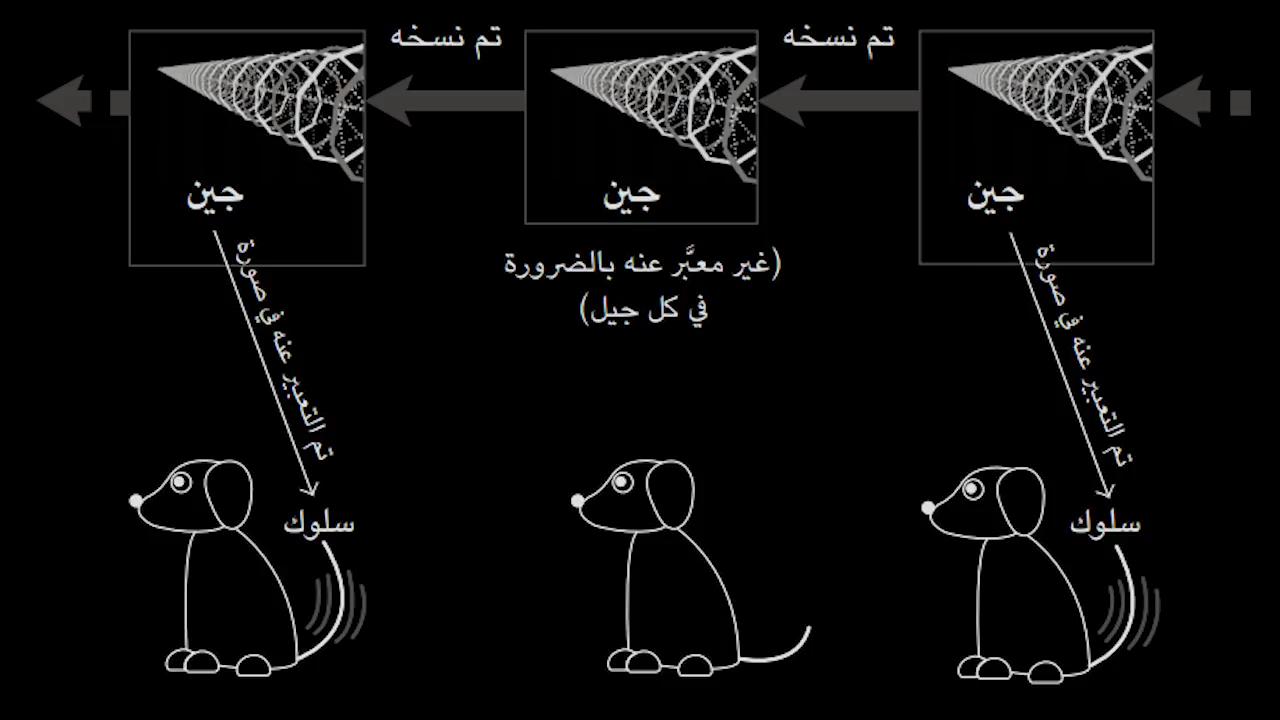 تم نسخه
تم نسخه
جين
جين
جين
(غير معبَّر عنه بالضرورة
في كل جيل)
تم التعبير عنه في صورة
تم التعبير عنه في صورة
سلوك
سلوك